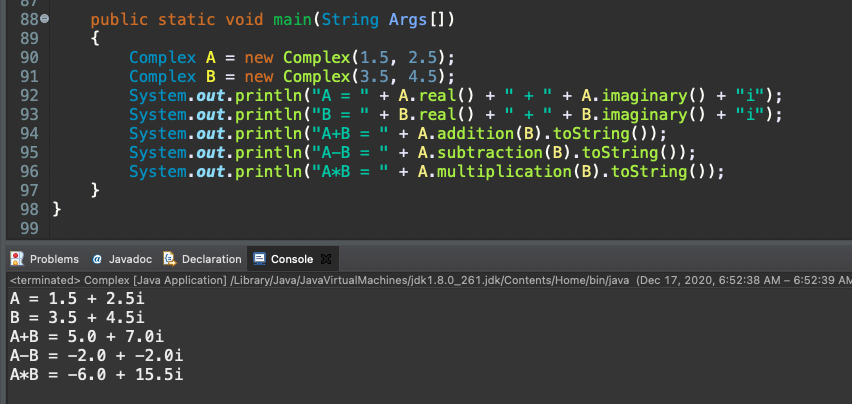 87
88 public static void main(String Args[])
89 {
90 Complex A = new Complex(1.5, 2.5);
91 Complex B = new Complex(3.5, 4.5);
92 System.out.println("A = " + A.real() + " + " + A.imaginary() + "i");
93 System.out.println("B = " + B.real() + " + " + B.imaginary() + "i");
94 System.out.println("A+B = " + A.addition(B).toString());
95 System.out.println("A-B = " + A.subtraction(B).toString());
96 System.out.println("A*B = " + A.multiplication(B).toString());
97 }
98 }
99
Problems @ Javadoc Declaration Console
<terminated> Complex [Java Application] /Library/Java/JavaVirtualMachines/jdk1.8.0_261.jdk/Contents/Home/bin/java (Dec 17, 2020, 6:52:38 AM – 6:52:39 AM
A = 1.5 + 2.5i
B = 3.5 + 4.5i
A+B = 5.0 + 7.0i
A-B = -2.0 + -2.0i
A*B = -6.0 + 15.5i